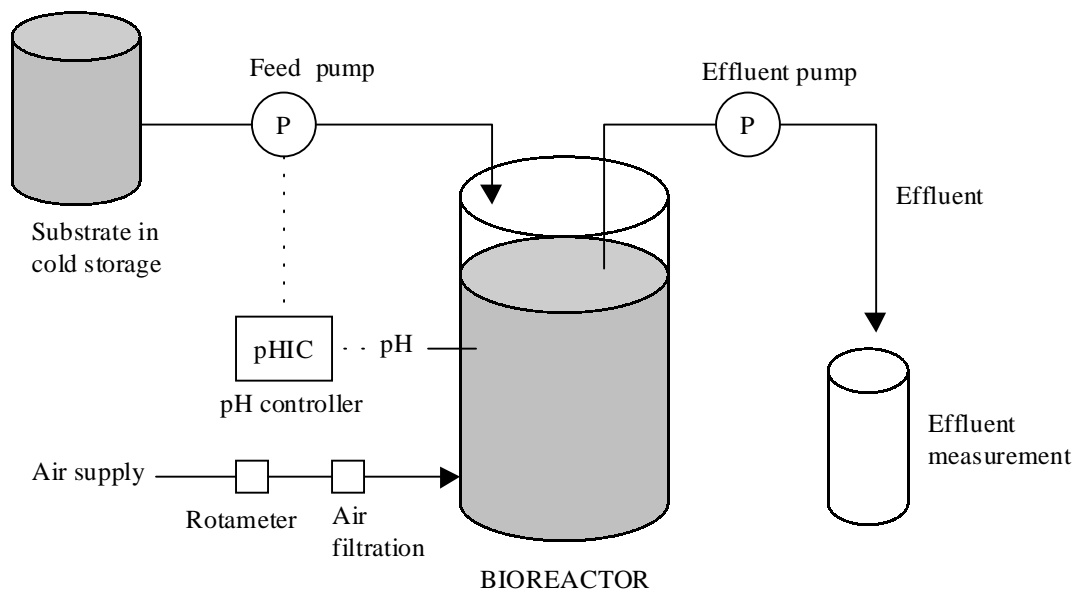 Feed pump
P
Substrate in
cold storage
Effluent pump
P
Effluent
pHIC
pH
pH controller
Air supply
Rotameter
Air
filtration
BIOREACTOR
Effluent
measurement